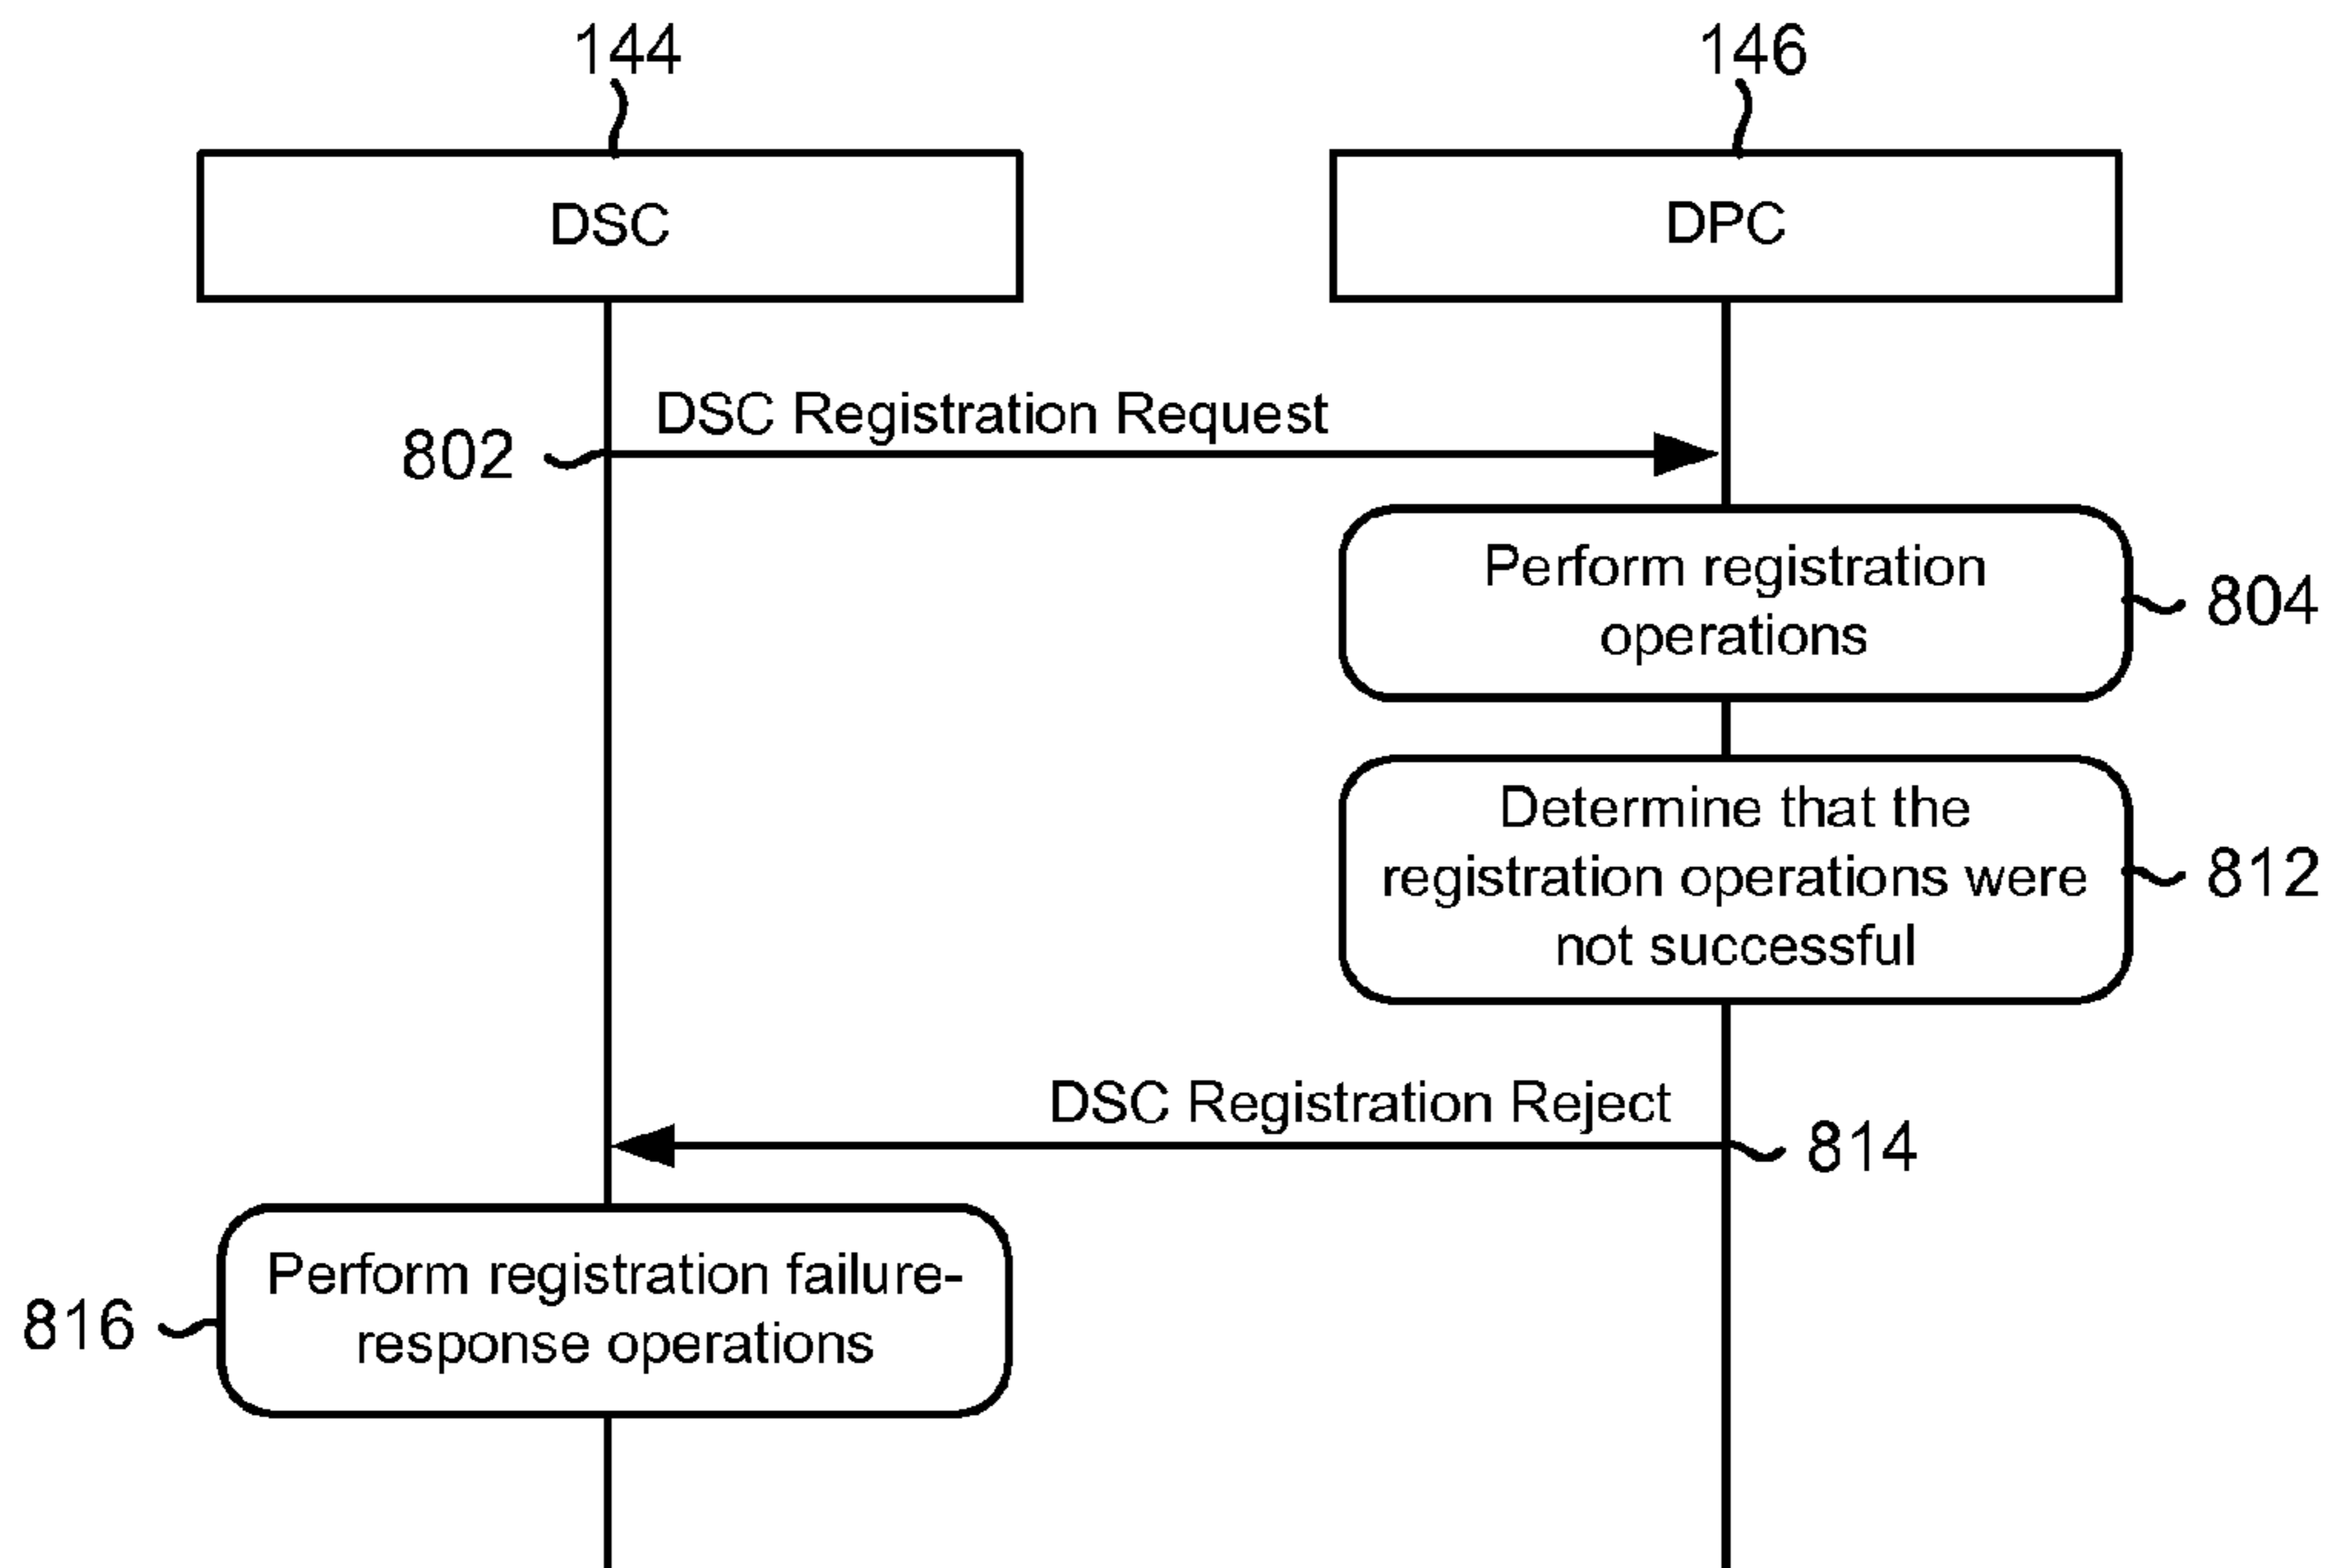 144
146
DSC
DPC
DSC Registration Request
802
Perform registration
operations
804
Determine that the
registration operations were
not successful
812
DSC Registration Reject
814
Perform registration failure-
response operations
816